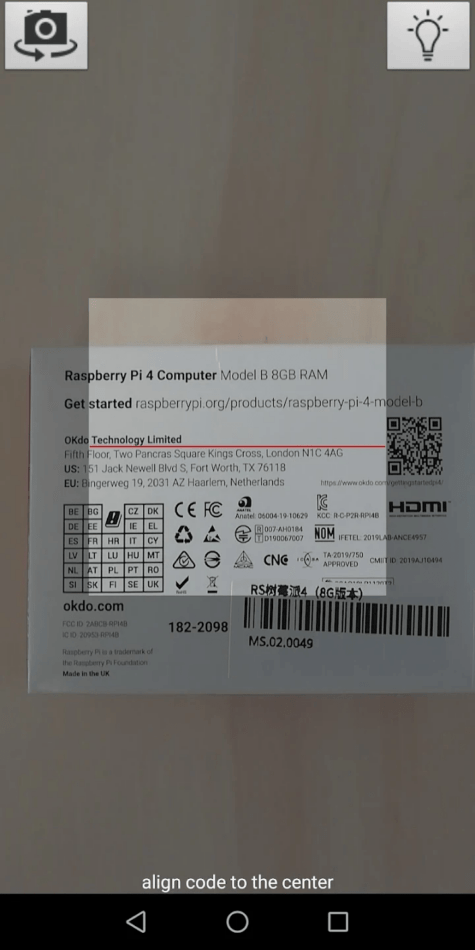 Raspberry Pi 4 Computer Model B 8GB RAM
Get started raspberrypi.org/products/raspberry-pi-4-model-b
OKdo Technology Limited
Fifth Floor, Two Pancras Square Kings Cross, London N1C 4AG
US: 151 Jack Newell Blvd S, Fort Worth, TX 76118
EU: Bingerweg 19, 2031 AZ Haarlem, Netherlands
https://www.okdo.com/gettingstartedpi4/
BE BG CZ DK
DE EE IE EL
ES FR HR IT CY
LV LT LU HU MT
NL AT PL PT RO
SI SK FI SE UK
CE FC
Anatel: 06004-19-10629
KCC: R-C-P2R-RPI4B
HDMI
R 007-AH0184
T D190067007
NOM IFETEL: 2019LAB-ANCE4957
CNC
TA-2019/750
APPROVED
CMIIT ID: 2019AJ10494
okdo.com
FCC ID: 2ABCB-RPI4B
IC ID: 20953-RPI4B
182-2098
RS树莓派4（8G版本）
MS.02.0049
Raspberry Pi is a trademark of
the Raspberry Pi Foundation
Made in the UK
align code to the center